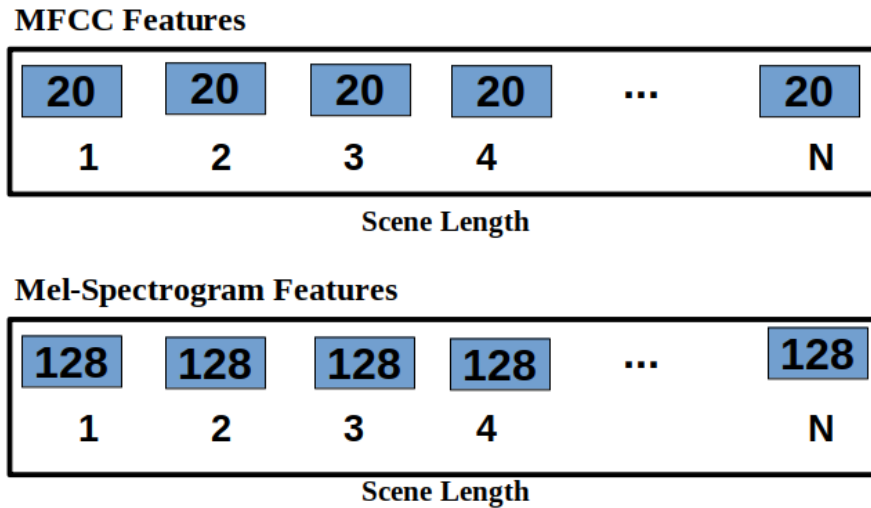 MFCC Features
20 20 20 20 ... 20
1 2 3 4 N
Scene Length
Mel-Spectrogram Features
128 128 128 128 ... 128
1 2 3 4 N
Scene Length